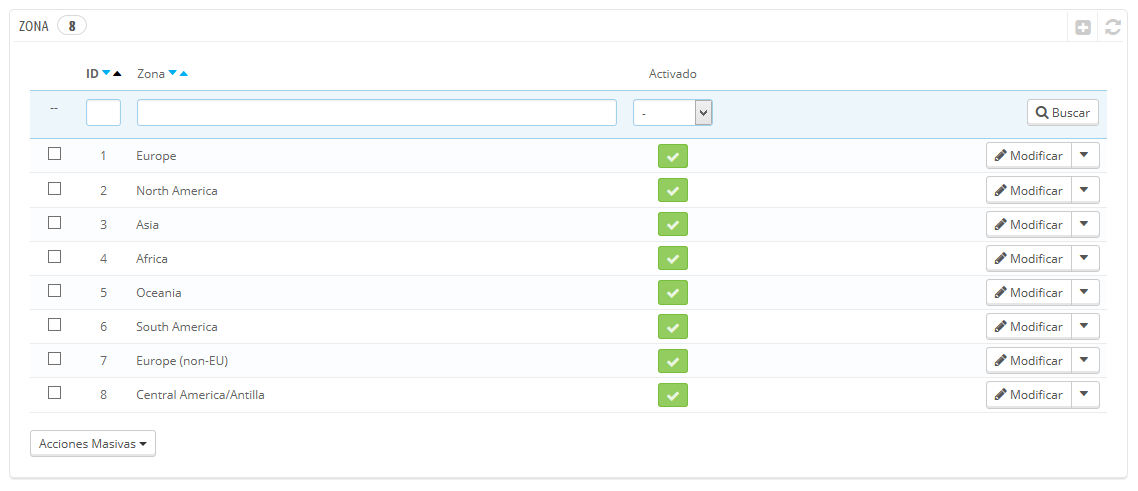 ZONA 8
ID Zona Activado
-- - Buscar
1 Europe Modificar
2 North America Modificar
3 Asia Modificar
4 Africa Modificar
5 Oceania Modificar
6 South America Modificar
7 Europe (non-EU) Modificar
8 Central America/Antilla Modificar
Acciones Masivas